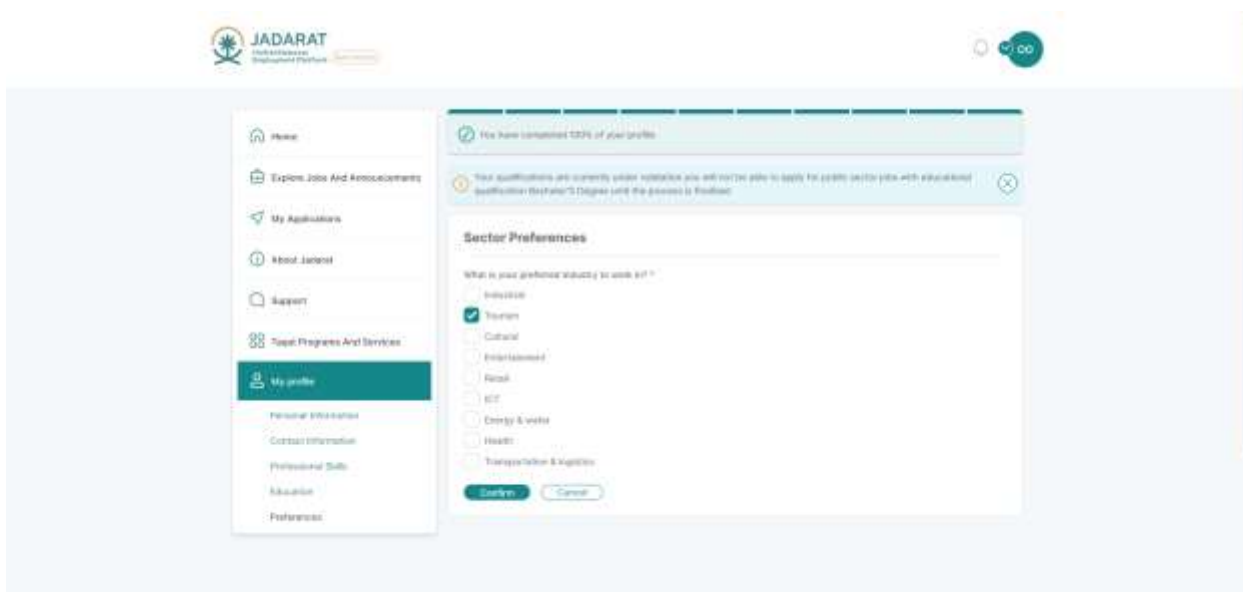 JADARAT
Home
Explore Jobs And Announcements
My Applications
About Jadarat
Support
Taqat Programs And Services
My profile
Personal Information
Contact Information
Professional Skills
Education
Preferences
You have completed 100% of your profile
Your qualifications are currently under validation you will not be able to apply for public sector jobs with educational
qualification Bachelor'S Degree until the process is finalized
Sector Preferences
What is your preferred industry to work in? *
Industrial
Tourism
Cultural
Entertainment
Retail
ICT
Energy & water
Health
Transportation & logistics
Confirm
Cancel